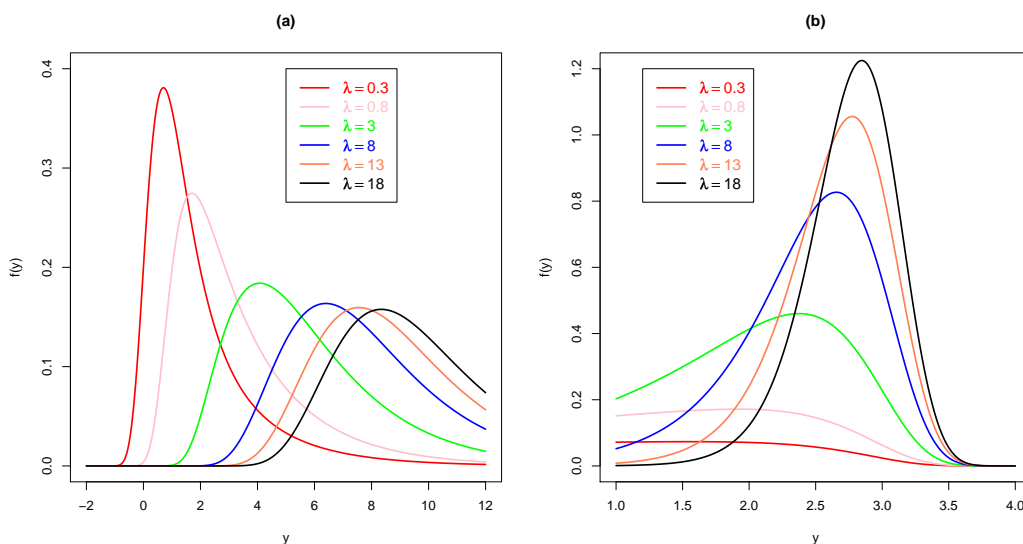 (a)
f(y)
0.0
0.1
0.2
0.3
0.4
−2
0
2
4
6
8
10
12
y
λ = 0.3
λ = 0.8
λ = 3
λ = 8
λ = 13
λ = 18
(b)
f(y)
0.0
0.2
0.4
0.6
0.8
1.0
1.2
1.0
1.5
2.0
2.5
3.0
3.5
4.0
y
λ = 0.3
λ = 0.8
λ = 3
λ = 8
λ = 13
λ = 18